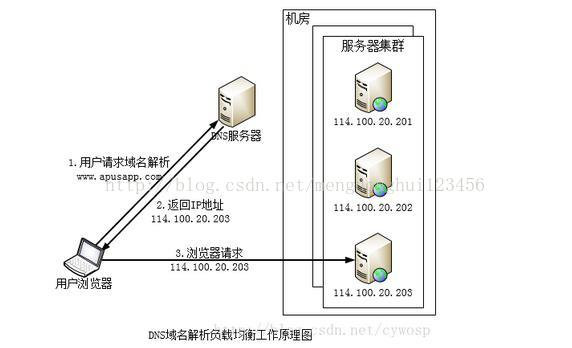 机房
服务器集群
114.100.20.201
DNS服务器
1.用户请求域名解析
www.apusapp.com
http://blog.csdn.net/mengdonghui123456
2.返回IP地址
114.100.20.203
114.100.20.202
3.浏览器请求
114.100.20.203
用户浏览器
114.100.20.203
DNS域名解析负载均衡工作原理图
http://blog.csdn.net/cywosp